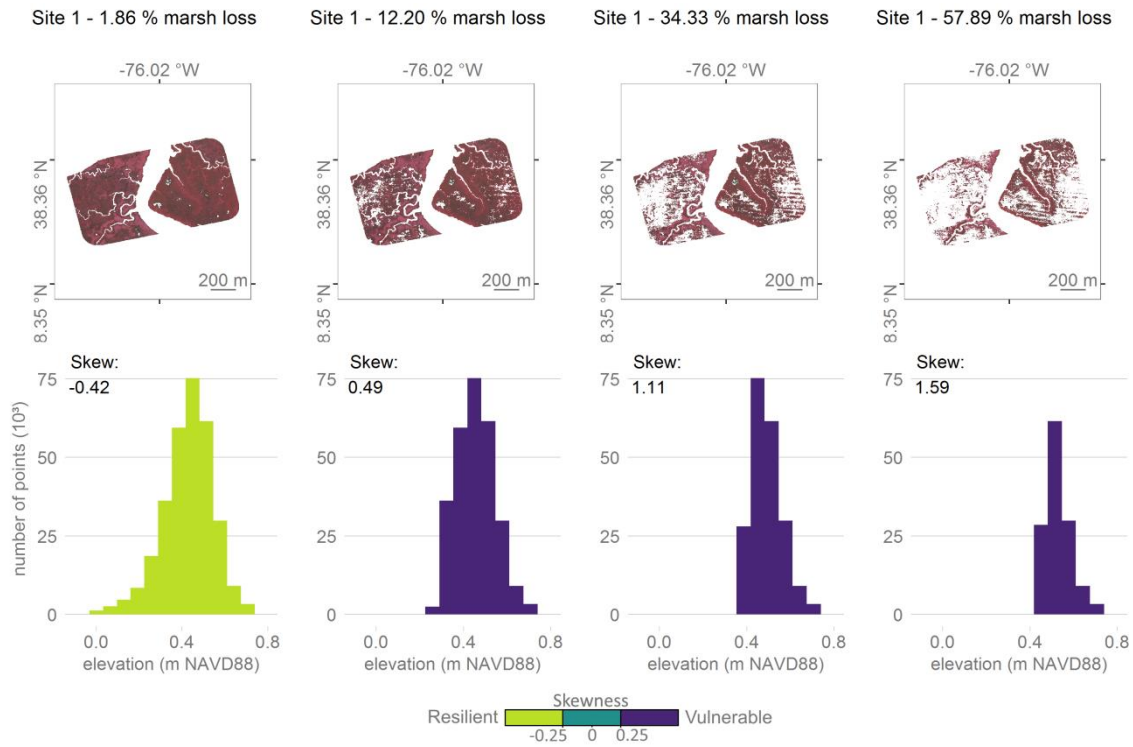 Site 1 - 1.86 % marsh loss
Site 1 - 12.20 % marsh loss
Site 1 - 34.33 % marsh loss
Site 1 - 57.89 % marsh loss
-76.02 °W
-76.02 °W
-76.02 °W
-76.02 °W
38.36 °N
38.36 °N
38.36 °N
38.36 °N
200 m
200 m
200 m
200 m
8.35 °N
8.35 °N
8.35 °N
8.35 °N
Skew:
-0.42
Skew:
0.49
Skew:
1.11
Skew:
1.59
number of points (10³)
75
50
25
0
75
50
25
0
75
50
25
0
75
50
25
0
0.0 0.4 0.8
0.0 0.4 0.8
0.0 0.4 0.8
0.0 0.4 0.8
elevation (m NAVD88)
elevation (m NAVD88)
elevation (m NAVD88)
elevation (m NAVD88)
Skewness
Resilient
Vulnerable
-0.25 0 0.25